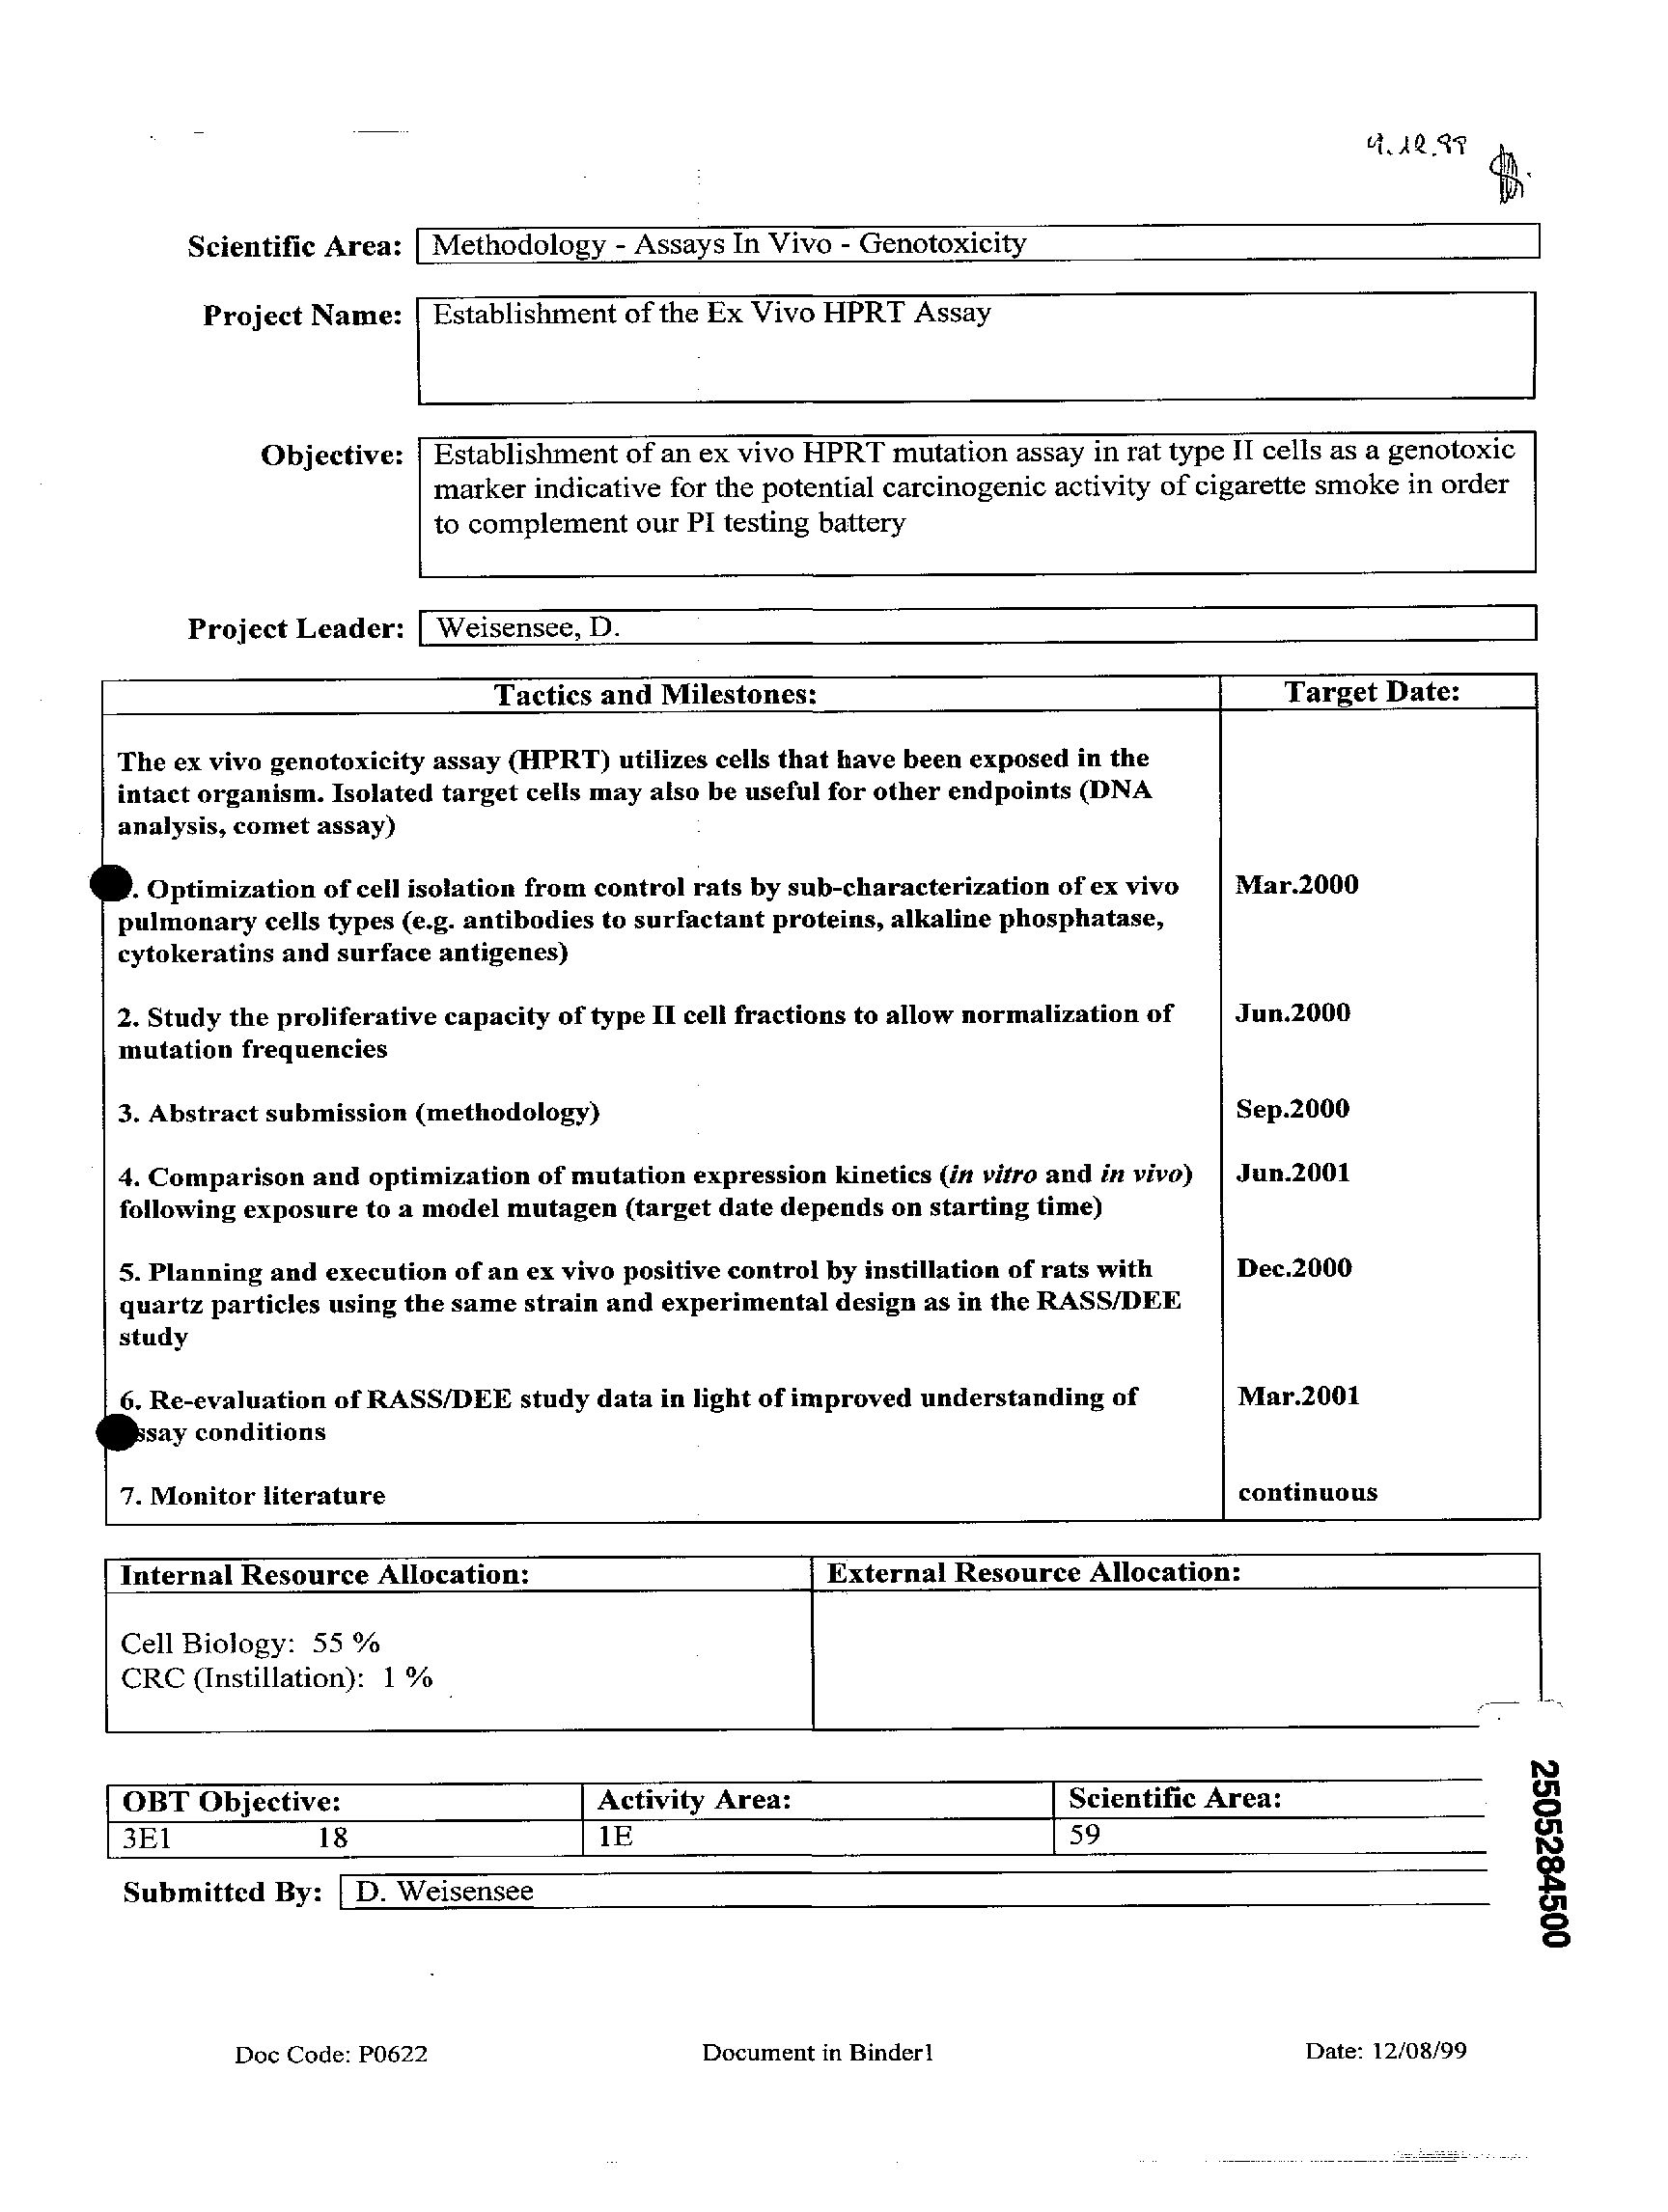 9.12.99
Scientific Area: Methodology - Assays In Vivo - Genotoxicity
Project Name: Establishment of the Ex Vivo HPRT Assay
Objective: Establishment of an ex vivo HPRT mutation assay in rat type II cells as a genotoxic
marker indicative for the potential carcinogenic activity of cigarette smoke in order
to complement our PI testing battery
Project Leader: Weisensee, D.
Tactics and Milestones: Target Date:
The ex vivo genotoxicity assay (HPRT) utilizes cells that have been exposed in the
intact organism. Isolated target cells may also be useful for other endpoints (DNA
analysis, comet assay)
. Optimization of cell isolation from control rats by sub-characterization of ex vivo Mar.2000
pulmonary cells types (e.g. antibodies to surfactant proteins, alkaline phosphatase,
cytokeratins and surface antigenes)
2. Study the proliferative capacity of type II cell fractions to allow normalization of Jun.2000
mutation frequencies
3. Abstract submission (methodology) Sep.2000
4. Comparison and optimization of mutation expression kinetics (in vitro and in vivo) Jun.2001
following exposure to a model mutagen (target date depends on starting time)
5. Planning and execution of an ex vivo positive control by instillation of rats with Dec.2000
quartz particles using the same strain and experimental design as in the RASS/DEE
study
6. Re-evaluation of RASS/DEE study data in light of improved understanding of Mar.2001
ssay conditions
7. Monitor literature continuous
Internal Resource Allocation: External Resource Allocation:
Cell Biology: 55 %
CRC (Instillation): 1 %
OBT Objective: Activity Area: Scientific Area:
3E1 18 1E 59
Submitted By: D. Weisensee
2505284500
Doc Code: P0622 Document in Binder1 Date: 12/08/99